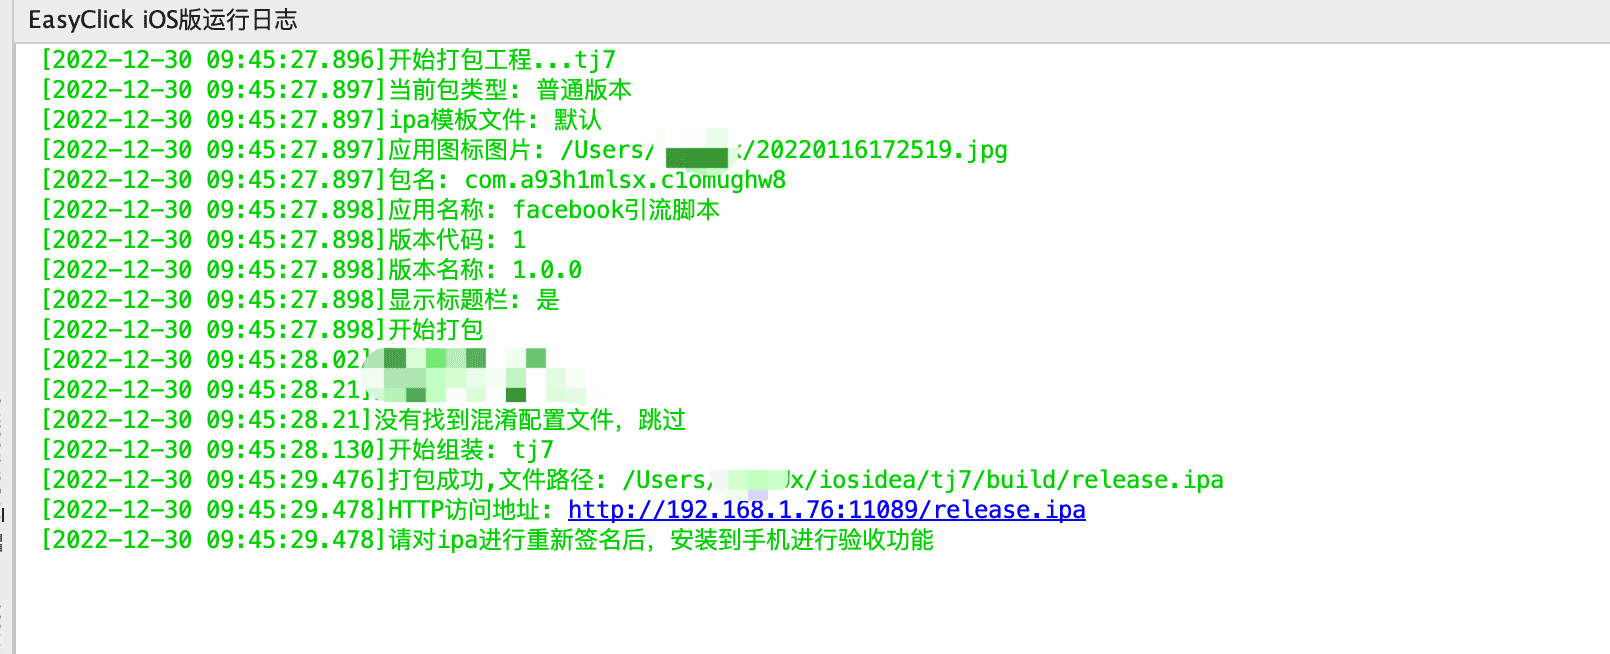 EasyClick iOS版运行日志
[2022-12-30 09:45:27.896]开始打包工程...tj7
[2022-12-30 09:45:27.897]当前包类型: 普通版本
[2022-12-30 09:45:27.897]ipa模板文件: 默认
[2022-12-30 09:45:27.897]应用图标图片: /Users/ /20220116172519.jpg
[2022-12-30 09:45:27.897]包名: com.a93h1mlsx.c1omughw8
[2022-12-30 09:45:27.898]应用名称: facebook引流脚本
[2022-12-30 09:45:27.898]版本代码: 1
[2022-12-30 09:45:27.898]版本名称: 1.0.0
[2022-12-30 09:45:27.898]显示标题栏: 是
[2022-12-30 09:45:27.898]开始打包
[2022-12-30 09:45:28.02]
[2022-12-30 09:45:28.21]
[2022-12-30 09:45:28.21]没有找到混淆配置文件，跳过
[2022-12-30 09:45:28.130]开始组装: tj7
[2022-12-30 09:45:29.476]打包成功,文件路径: /Users/ x/iosidea/tj7/build/release.ipa
[2022-12-30 09:45:29.478]HTTP访问地址: http://192.168.1.76:11089/release.ipa
[2022-12-30 09:45:29.478]请对ipa进行重新签名后，安装到手机进行验收功能